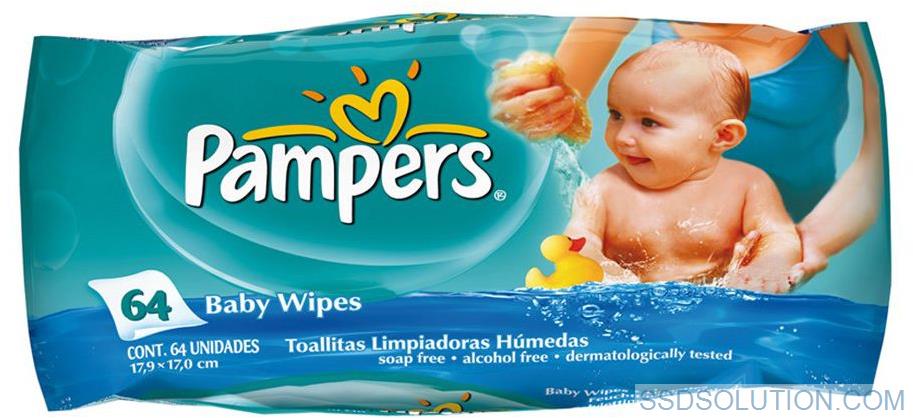 Pampers
64 Baby Wipes
CONT. 64 UNIDADES
17,9 x 17,0 cm
Toallitas Limpiadoras Húmedas
soap free • alcohol free • dermatologically tested
Baby Wipes
SSDSOLUTION.COM